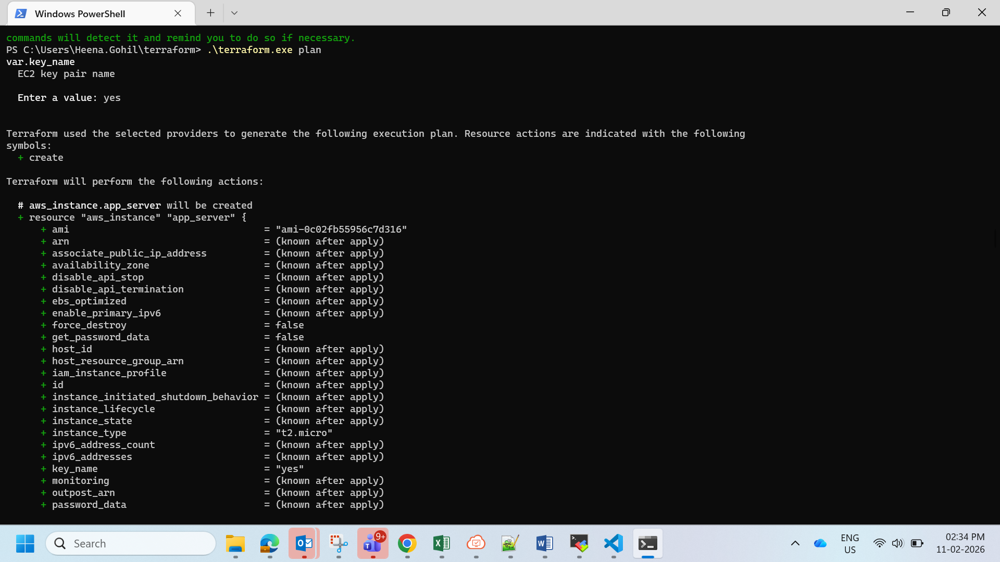 Windows PowerShell
commands will detect it and remind you to do so if necessary.
PS C:\Users\Heena.Gohil\terraform> .\terraform.exe plan
var.key_name
  EC2 key pair name
  Enter a value: yes
Terraform used the selected providers to generate the following execution plan. Resource actions are indicated with the following
symbols:
  + create
Terraform will perform the following actions:
  # aws_instance.app_server will be created
  + resource "aws_instance" "app_server" {
      + ami                                  = "ami-0c02fb55956c7d316"
      + arn                                  = (known after apply)
      + associate_public_ip_address          = (known after apply)
      + availability_zone                    = (known after apply)
      + disable_api_stop                     = (known after apply)
      + disable_api_termination              = (known after apply)
      + ebs_optimized                        = (known after apply)
      + enable_primary_ipv6                  = (known after apply)
      + force_destroy                        = false
      + get_password_data                    = false
      + host_id                              = (known after apply)
      + host_resource_group_arn              = (known after apply)
      + iam_instance_profile                 = (known after apply)
      + id                                   = (known after apply)
      + instance_initiated_shutdown_behavior = (known after apply)
      + instance_lifecycle                   = (known after apply)
      + instance_state                       = (known after apply)
      + instance_type                        = "t2.micro"
      + ipv6_address_count                   = (known after apply)
      + ipv6_addresses                       = (known after apply)
      + key_name                             = "yes"
      + monitoring                           = (known after apply)
      + outpost_arn                          = (known after apply)
      + password_data                        = (known after apply)
Search
9+
ENG
US
02:34 PM
11-02-2026